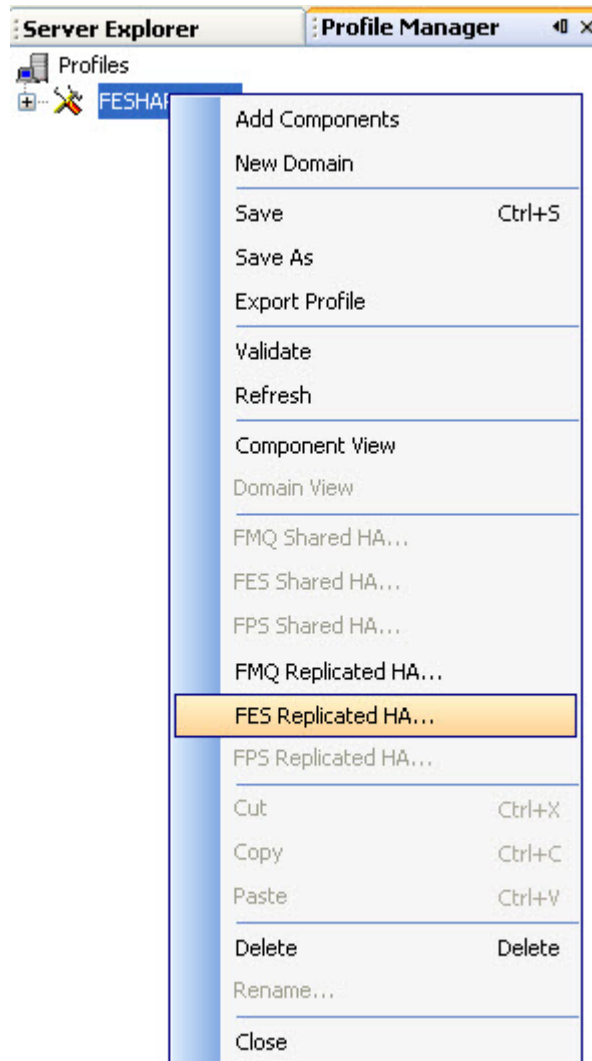 Server Explorer
Profile Manager
Profiles
Add Components
New Domain
Save Ctrl+S
Save As
Export Profile
Validate
Refresh
Component View
Domain View
FMQ Shared HA...
FES Shared HA...
FPS Shared HA...
FMQ Replicated HA...
FES Replicated HA...
FPS Replicated HA...
Cut Ctrl+X
Copy Ctrl+C
Paste Ctrl+V
Delete Delete
Rename...
Close